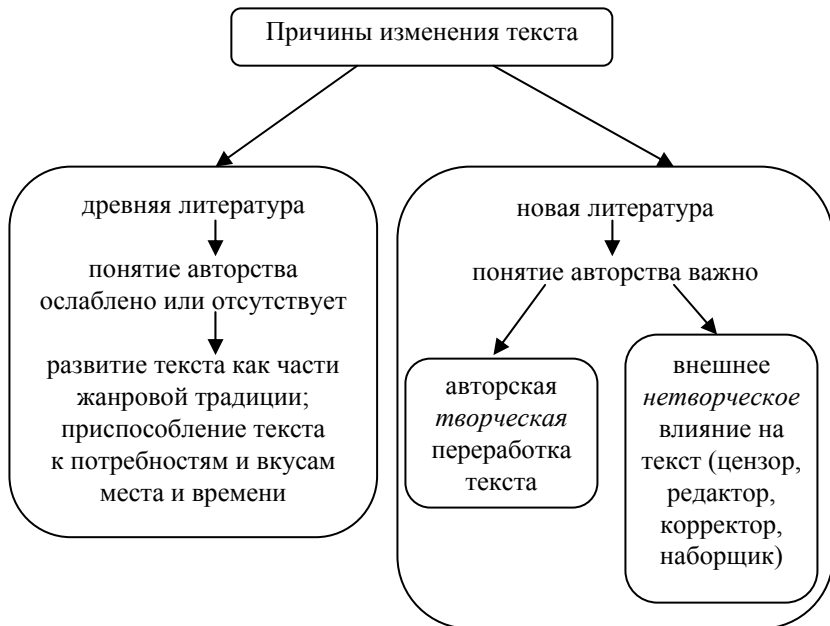 Причины изменения текста
древняя литература
понятие авторства
ослаблено или отсутствует
развитие текста как части
жанровой традиции;
приспособление текста
к потребностям и вкусам
места и времени
новая литература
понятие авторства важно
авторская
творческая
переработка
текста
внешнее
нетворческое
влияние на
текст (цензор,
редактор,
корректор,
наборщик)